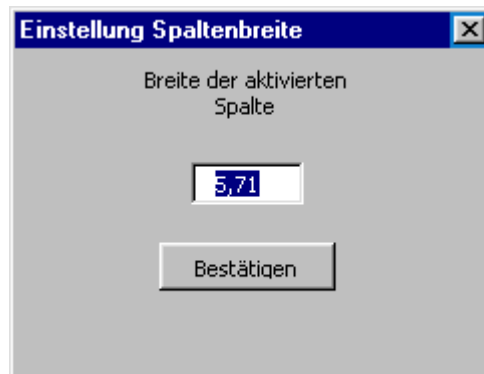 Einstellung Spaltenbreite
Breite der aktivierten
Spalte
5,71
Bestätigen